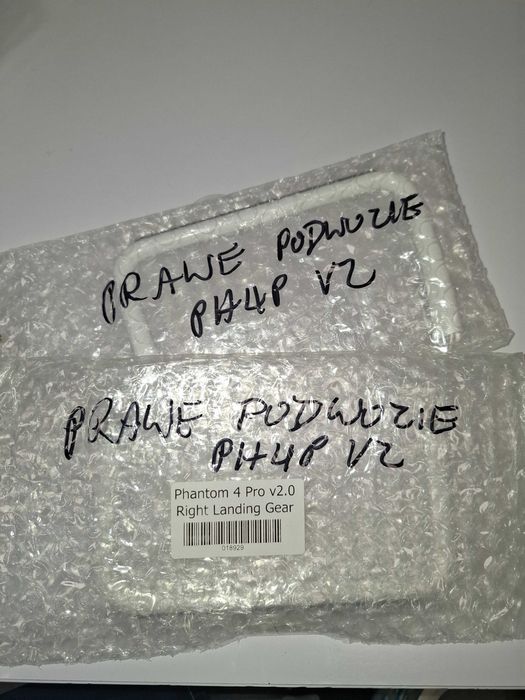 PRAWE PODWOZIE
PH4P V2
PRAWE PODWOZIE
PH4P V2
Phantom 4 Pro v2.0
Right Landing Gear
018929